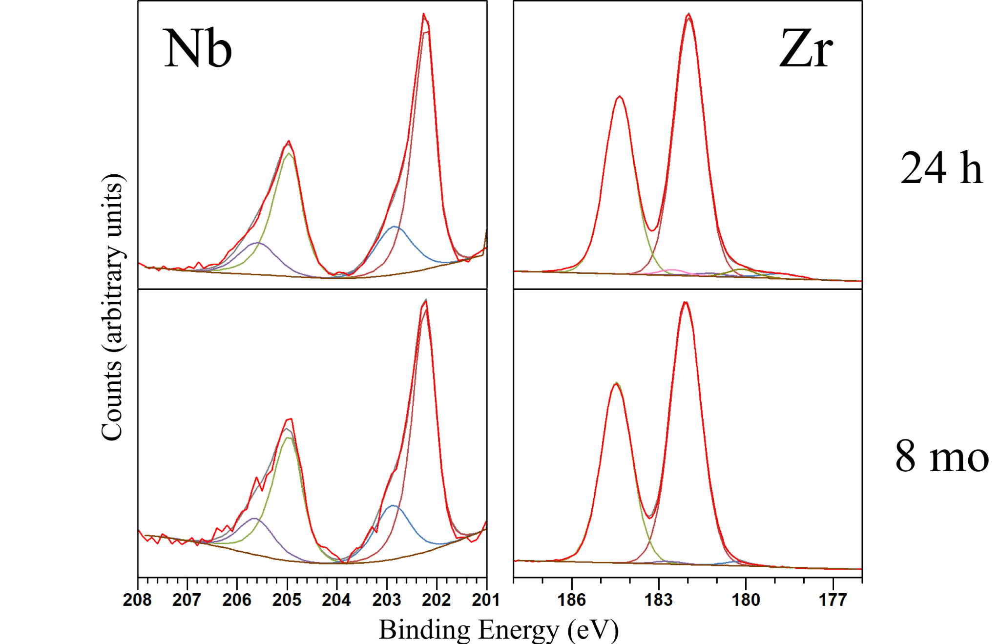 Nb
Zr
24 h
8 mo
Counts (arbitrary units)
208 207 206 205 204 203 202 201
186 183 180 177
Binding Energy (eV)